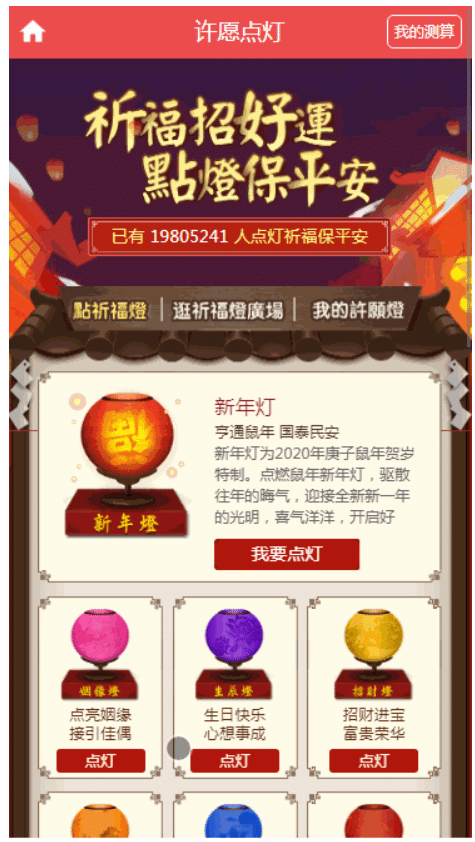 许愿点灯
我的测算
祈福招好運
點燈保平安
已有 19805241 人点灯祈福保平安
點祈福燈
逛祈福燈廣場
我的許願燈
福
新年燈
新年灯
亨通鼠年 国泰民安
新年灯为2020年庚子鼠年贺岁
特制。点燃鼠年新年灯，驱散
往年的晦气，迎接全新新一年
的光明，喜气洋洋，开启好
我要点灯
姻缘燈
点亮姻缘
接引佳偶
点灯
生辰燈
生日快乐
心想事成
点灯
招财燈
招财进宝
富贵荣华
点灯